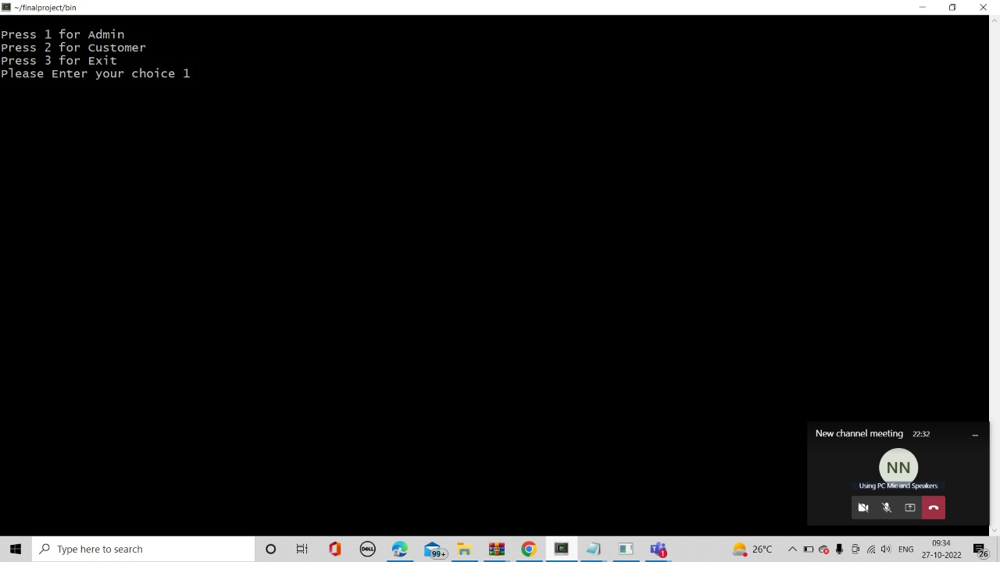 ~/finalproject/bin
Press 1 for Admin
Press 2 for Customer
Press 3 for Exit
Please Enter your choice 1
New channel meeting 22:32
NN
Using PC Mic and Speakers
Type here to search
DELL
99+
1
26°C
ENG
09:34
27-10-2022
26